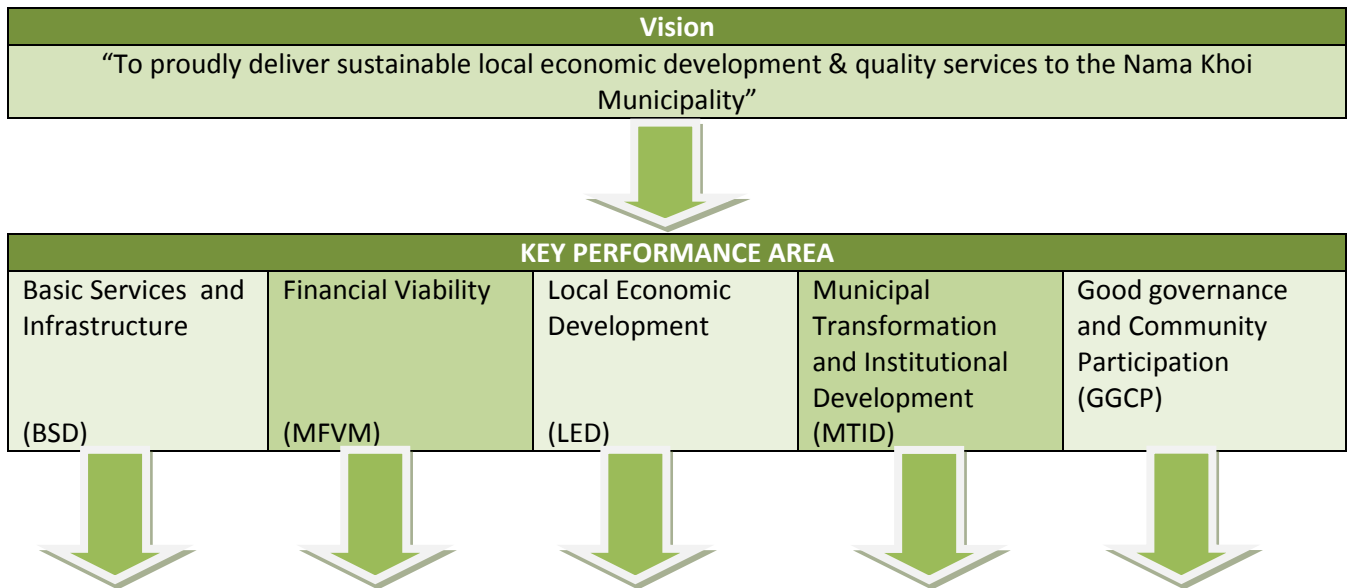 Vision
“To proudly deliver sustainable local economic development & quality services to the Nama Khoi
Municipality”
KEY PERFORMANCE AREA
Basic Services and
Infrastructure
(BSD)
Financial Viability
(MFVM)
Local Economic
Development
(LED)
Municipal
Transformation
and Institutional
Development
(MTID)
Good governance
and Community
Participation
(GGCP)